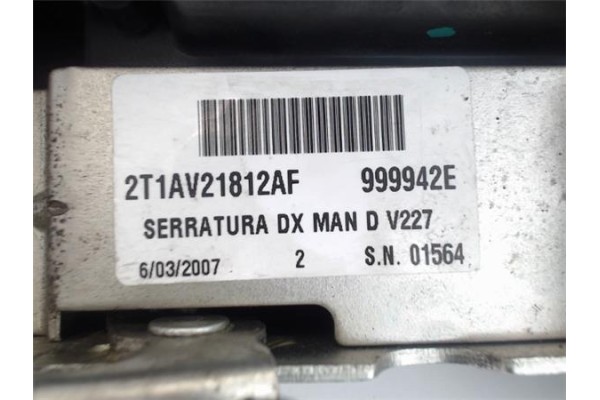 2T1AV21812AF 999942E
SERRATURA DX MAN D V227
6/03/2007 2 S.N. 01564